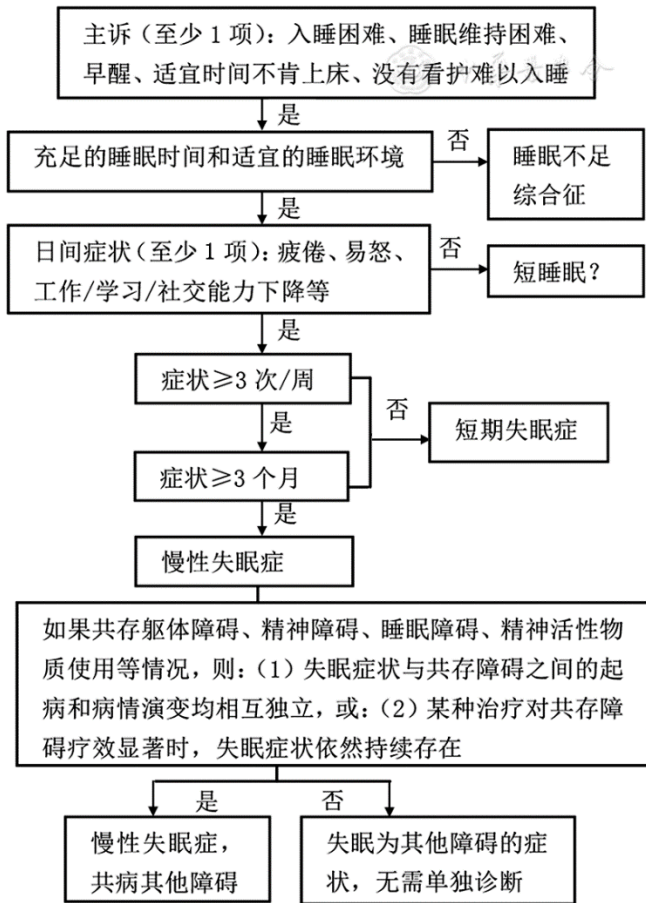 主诉（至少1项）：入睡困难、睡眠维持困难、
早醒、适宜时间不肯上床、没有看护难以入睡
是
充足的睡眠时间和适宜的睡眠环境
否
睡眠不足
综合征
是
日间症状（至少1项）：疲倦、易怒、
工作/学习/社交能力下降等
否
短睡眠？
是
症状≥3次/周
是
否
短期失眠症
症状≥3个月
是
慢性失眠症
如果共存躯体障碍、精神障碍、睡眠障碍、精神活性物
质使用等情况，则：（1）失眠症状与共存障碍之间的起
病和病情演变均相互独立，或：（2）某种治疗对共存障
碍疗效显著时，失眠症状依然持续存在
是
否
慢性失眠症，
共病其他障碍
失眠为其他障碍的症
状，无需单独诊断